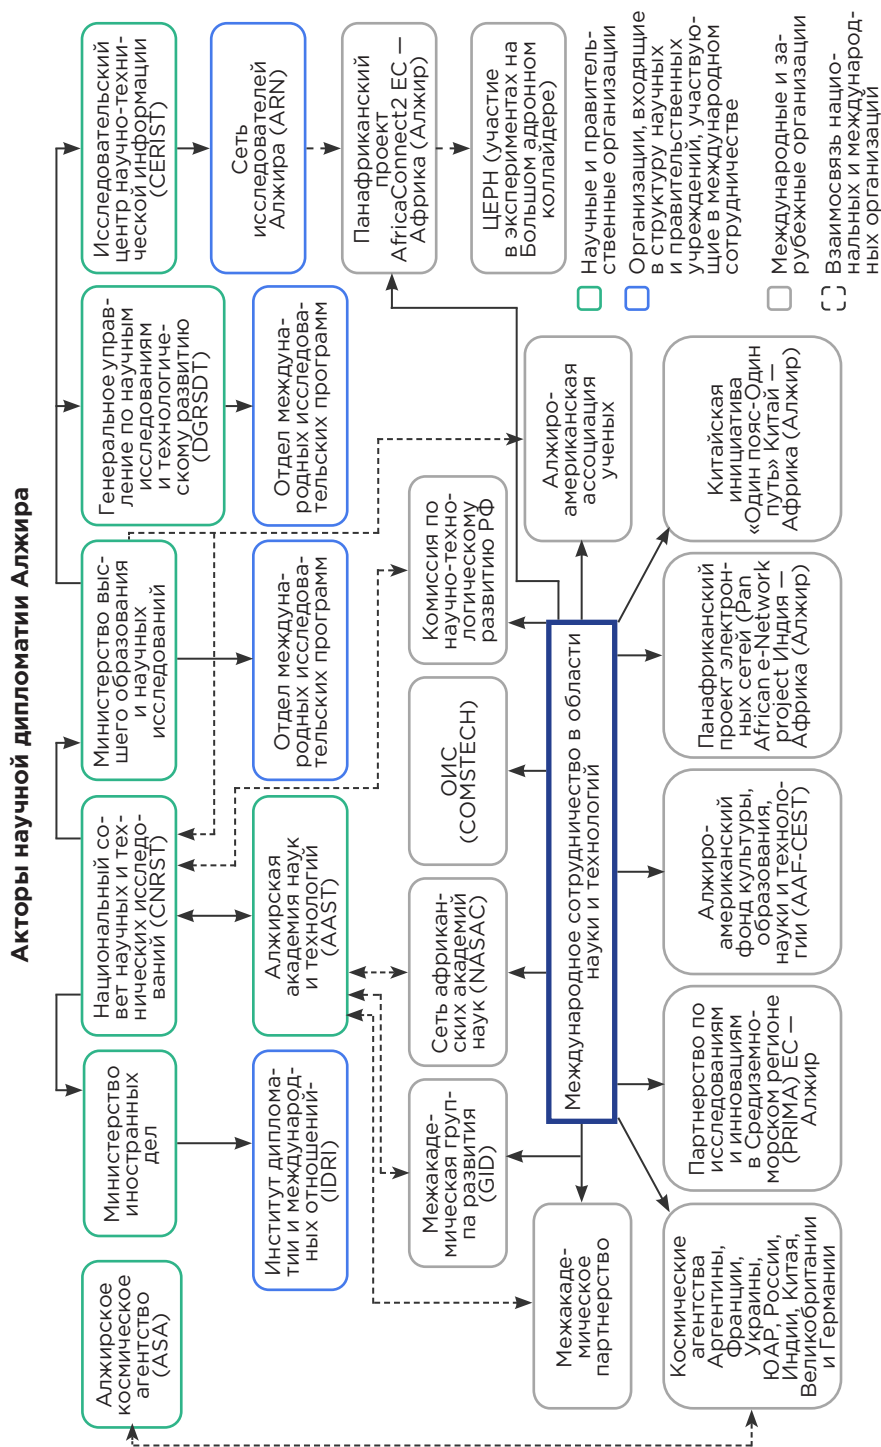 Акторы научной дипломатии Алжира
Алжирское
космическое
агентство
(ASA)
Министерство
иностранных
дел
Национальный со-
вет научных и тех-
нических исследо-
ваний (CNRST)
Министерство выс-
шего образования
и научных
исследований
Генеральное управ-
ление по научным
исследованиям
и технологиче-
скому развитию
(DGRSDT)
Исследовательский
центр научно-техни-
ческой информации
(CERIST)
Институт диплома-
тии и международ-
ных отношений-
(IDRI)
Алжирская
академия наук
и технологий
(AAST)
Отдел междуна-
родных исследова-
тельских программ
Отдел междуна-
родных исследова-
тельских программ
Сеть
исследователей
Алжира (ARN)
Панафриканский
проект
AfricaConnect2 ЕС —
Африка (Алжир)
ЦЕРН (участие
в экспериментах на
Большом адронном
коллайдере)
Межакаде-
мическая груп-
па развития
(GID)
Сеть африкан-
ских академий
наук (NASAC)
ОИС
(COMSTECH)
Комиссия по
научно-техно-
логическому
развитию РФ
Алжиро-
американская
ассоциация
ученых
Межакаде-
мическое
партнерство
Международное сотрудничество в области
науки и технологий
Космические
агентства
Аргентины,
Франции,
Украины,
ЮАР, России,
Индии, Китая,
Великобритании
и Германии
Партнерство по
исследованиям
и инновациям
в Средиземно-
морском регионе
(PRIMA) ЕС —
Алжир
Алжиро-
американский
фонд культуры,
образования,
науки и техноло-
гии (AAF-CEST)
Панафриканский
проект электрон-
ных сетей (Pan
African e-Network
project Индия —
Африка (Алжир)
Китайская
инициатива
«Один пояс-Один
путь» Китай —
Африка (Алжир)
Научные и правитель-
ственные организации
Организации, входящие
в структуру научных
и правительственных
учреждений, участвую-
щие в международном
сотрудничестве
Международные и за-
рубежные организации
Взаимосвязь нацио-
нальных и международ-
ных организаций